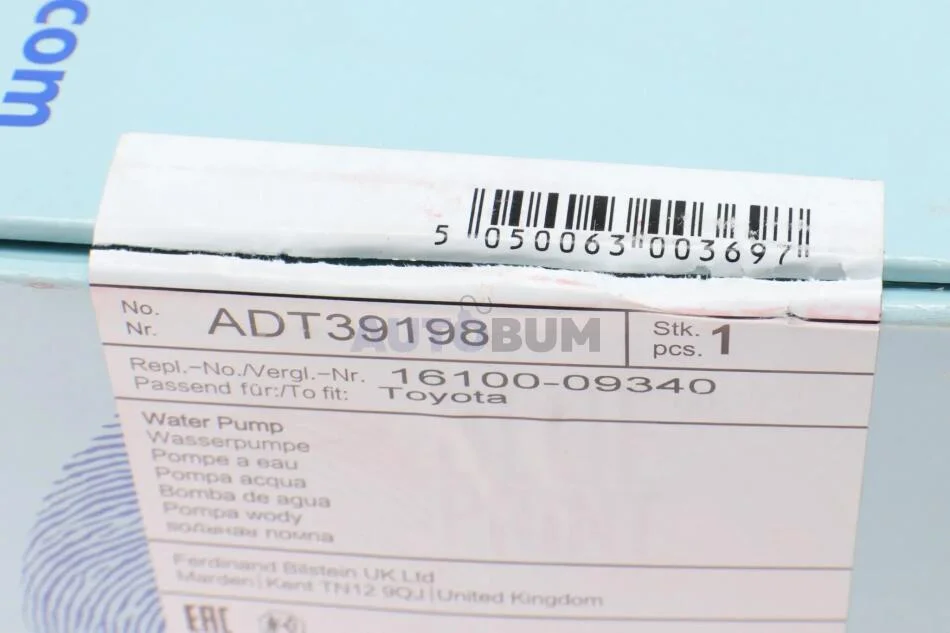 com
5 050063 003697
No.
Nr. ADT39198
Stk.
pcs. 1
AUTOBUM
Repl.-No./Vergl.-Nr. 16100-09340
Passend für:/To fit: Toyota
Water Pump
Wasserpumpe
Pompe a eau
Pompa acqua
Bomba de agua
Pompa wody
водяная помпа
Ferdinand Bilstein UK Ltd
Marden|Kent TN12 9QJ|United Kingdom
EAC